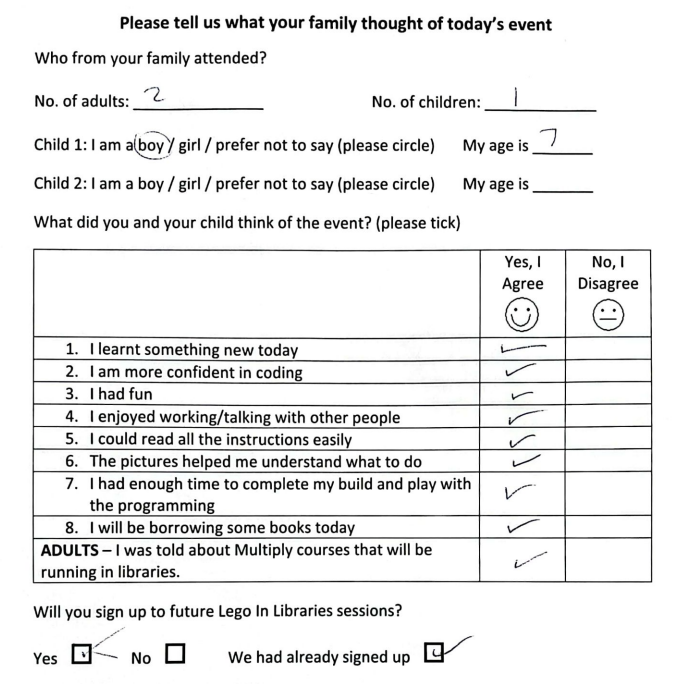 Please tell us what your family thought of today's event
Who from your family attended?
No. of adults: 2 No. of children: 1
Child 1: I am a boy / girl / prefer not to say (please circle) My age is 7
Child 2: I am a boy / girl / prefer not to say (please circle) My age is
What did you and your child think of the event? (please tick)
Yes, I Agree No, I Disagree
1. I learnt something new today ✓
2. I am more confident in coding ✓
3. I had fun ✓
4. I enjoyed working/talking with other people ✓
5. I could read all the instructions easily ✓
6. The pictures helped me understand what to do ✓
7. I had enough time to complete my build and play with
the programming ✓
8. I will be borrowing some books today ✓
ADULTS – I was told about Multiply courses that will be
running in libraries. ✓
Will you sign up to future Lego In Libraries sessions?
Yes ☑ No ☐ We had already signed up ☑